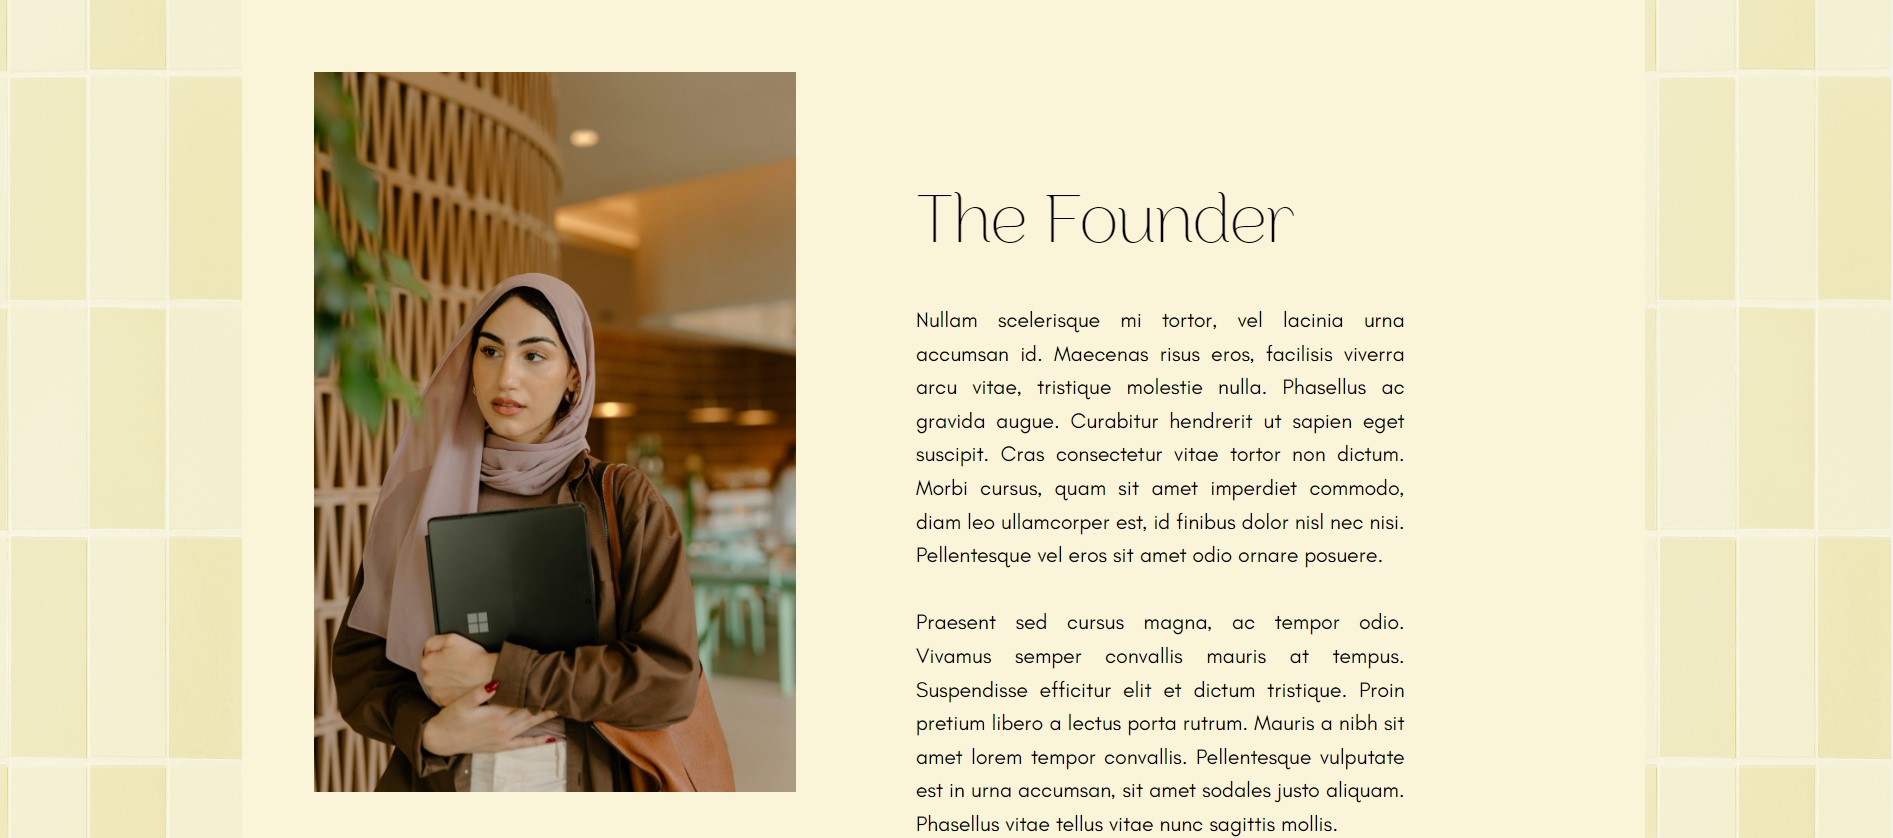 The Founder
Nullam scelerisque mi tortor, vel lacinia urna
accumsan id. Maecenas risus eros, facilisis viverra
arcu vitae, tristique molestie nulla. Phasellus ac
gravida augue. Curabitur hendrerit ut sapien eget
suscipit. Cras consectetur vitae tortor non dictum.
Morbi cursus, quam sit amet imperdiet commodo,
diam leo ullamcorper est, id finibus dolor nisl nec nisi.
Pellentesque vel eros sit amet odio ornare posuere.
Praesent sed cursus magna, ac tempor odio.
Vivamus semper convallis mauris at tempus.
Suspendisse efficitur elit et dictum tristique. Proin
pretium libero a lectus porta rutrum. Mauris a nibh sit
amet lorem tempor convallis. Pellentesque vulputate
est in urna accumsan, sit amet sodales justo aliquam.
Phasellus vitae tellus vitae nunc sagittis mollis.